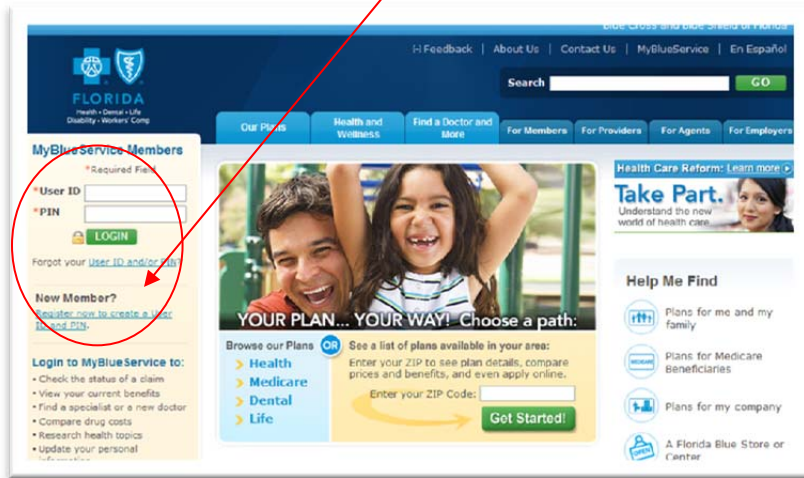 Blue Cross and Blue Shield of Florida
[-] Feedback | About Us | Contact Us | MyBlueService | En Español
Search GO
FLORIDA
Health • Dental • Life
Disability • Workers' Comp
Our Plans
Health and Wellness
Find a Doctor and More
For Members
For Providers
For Agents
For Employers
MyBlueService Members
*Required Field
*User ID
*PIN
LOGIN
Forgot your User ID and/or PIN?
New Member?
Register now to create a User
ID and PIN.
Login to MyBlueService to:
• Check the status of a claim
• View your current benefits
• Find a specialist or a new doctor
• Compare drug costs
• Research health topics
• Update your personal
information
YOUR PLAN... YOUR WAY! Choose a path:
Browse our Plans
> Health
> Medicare
> Dental
> Life
OR
See a list of plans available in your area:
Enter your ZIP to see plan details, compare
prices and benefits, and even apply online.
Enter your ZIP Code:
Get Started!
Health Care Reform: Learn more
Take Part.
Understand the new
world of health care
Help Me Find
Plans for me and my
family
MEDICARE
Plans for Medicare
Beneficiaries
Plans for my company
OPEN
A Florida Blue Store or
Center